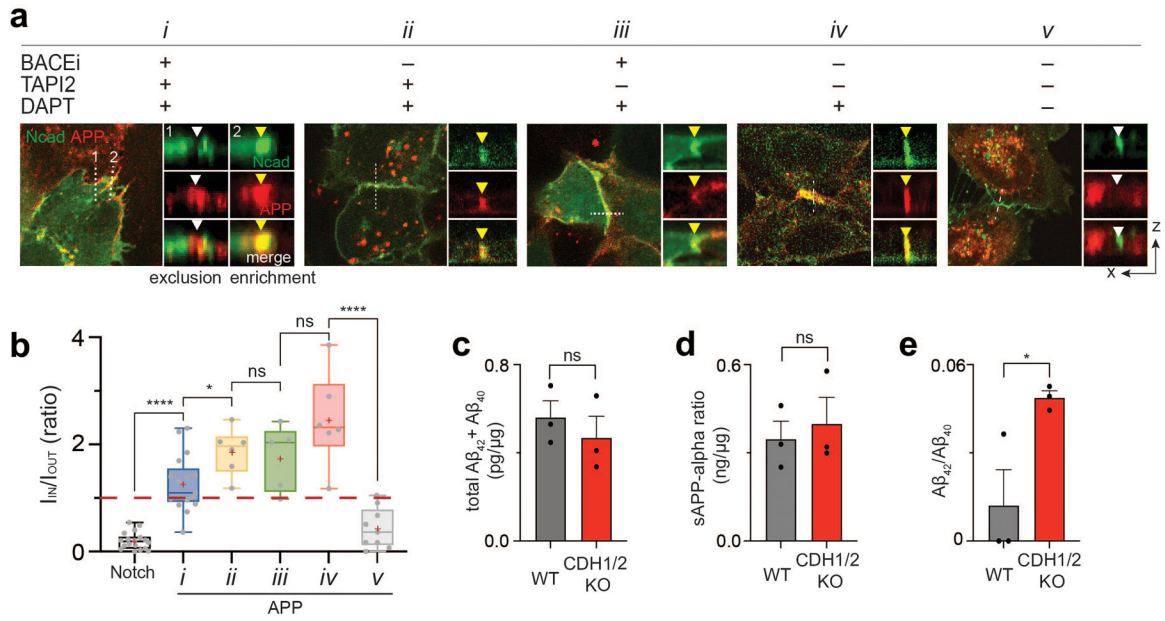 a
i ii iii iv v
BACEi + – + – –
TAPI2 + + – – –
DAPT + + + + –
Ncad APP 1 2 1 2
Ncad
APP
merge
exclusion enrichment
z
x
b
I_IN/I_OUT (ratio)
4
2
0
**** * ns ns ****
Notch i ii iii iv v
APP
c
total Aβ42 + Aβ40
(pg/μg)
0.8
0.0
ns
WT CDH1/2
KO
d
sAPP-alpha ratio
(ng/μg)
0.6
0.0
ns
WT CDH1/2
KO
e
Aβ42/Aβ40
0.06
0
*
WT CDH1/2
KO